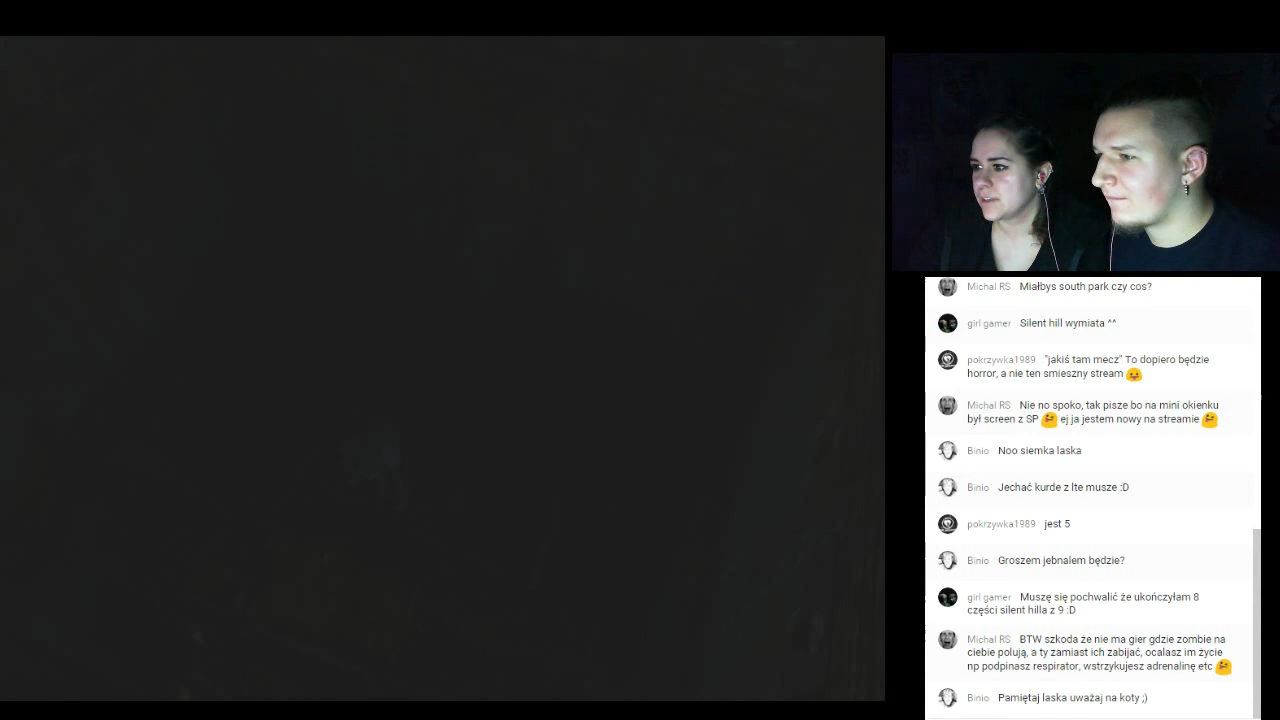 Michal RS Miałbys south park czy cos?
girl gamer Silent hill wymiata ^^
pokrzywka1989 "jakiś tam mecz" To dopiero będzie
horror, a nie ten smieszny stream
Michal RS Nie no spoko, tak pisze bo na mini okienku
był screen z SP ej ja jestem nowy na streamie
Binio Noo siemka laska
Binio Jechać kurde z lte musze :D
pokrzywka1989 jest 5
Binio Groszem jebnalem będzie?
girl gamer Muszę się pochwalić że ukończyłam 8
części silent hilla z 9 :D
Michal RS BTW szkoda że nie ma gier gdzie zombie na
ciebie polują, a ty zamiast ich zabijać, ocalasz im życie
np podpinasz respirator, wstrzykujesz adrenalinę etc
Binio Pamiętaj laska uważaj na koty ;)